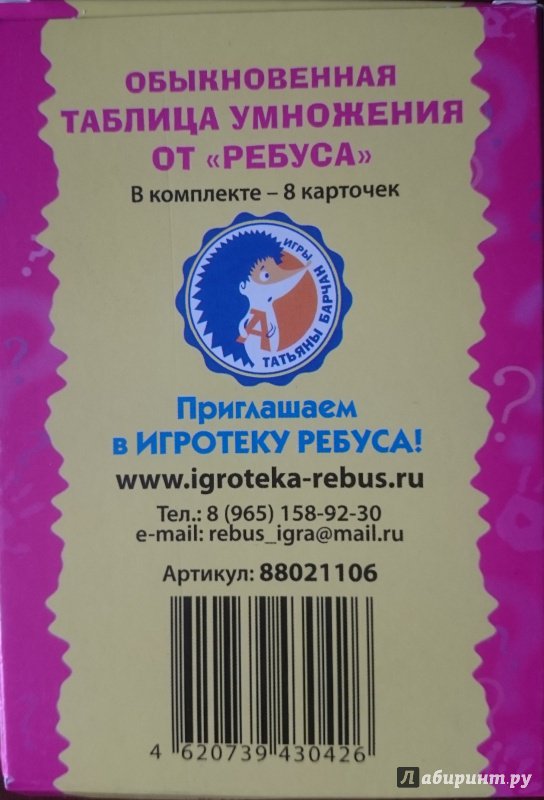 ОБЫКНОВЕННАЯ
ТАБЛИЦА УМНОЖЕНИЯ
ОТ «РЕБУСА»
В комплекте – 8 карточек
ИГРЫ
ТАТЬЯНЫ БАРЧАН
Приглашаем
в ИГРОТЕКУ РЕБУСА!
www.igroteka-rebus.ru
Тел.: 8 (965) 158-92-30
e-mail: rebus_igra@mail.ru
Артикул: 88021106
4 620739 430426
Лабиринт.ру